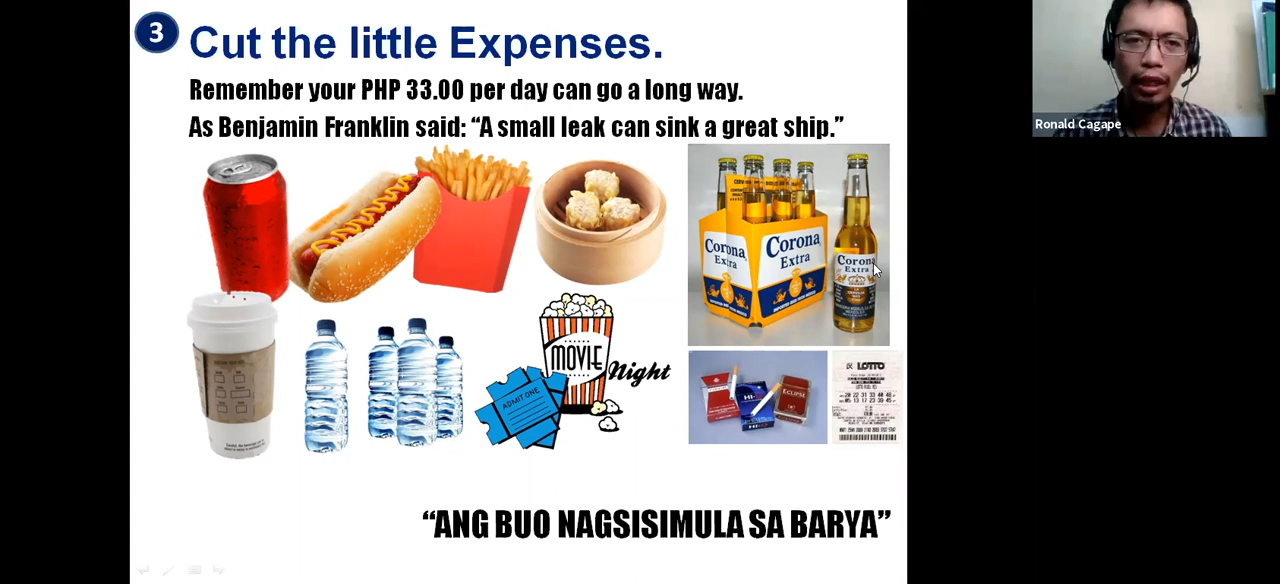 3
Cut the little Expenses.
Remember your PHP 33.00 per day can go a long way.
As Benjamin Franklin said: “A small leak can sink a great ship.”
Corona
Extra
Corona
Extra
Corona
Extra
MOVIE
Night
ADMIT ONE
HI-
ECLIPSE
LOTTO
“ANG BUO NAGSISIMULA SA BARYA”
Ronald Cagape